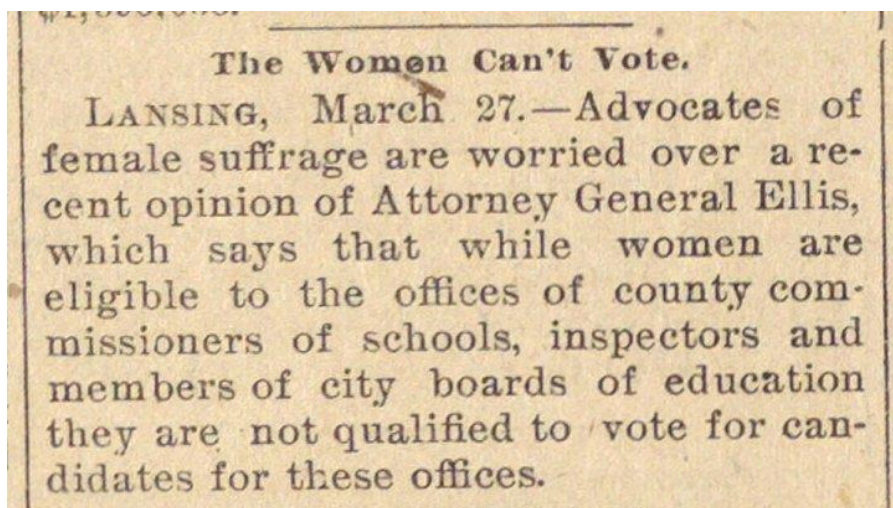 The Women Can't Vote.
LANSING, March 27.—Advocates of
female suffrage are worried over a re-
cent opinion of Attorney General Ellis,
which says that while women are
eligible to the offices of county com-
missioners of schools, inspectors and
members of city boards of education
they are not qualified to vote for can-
didates for these offices.